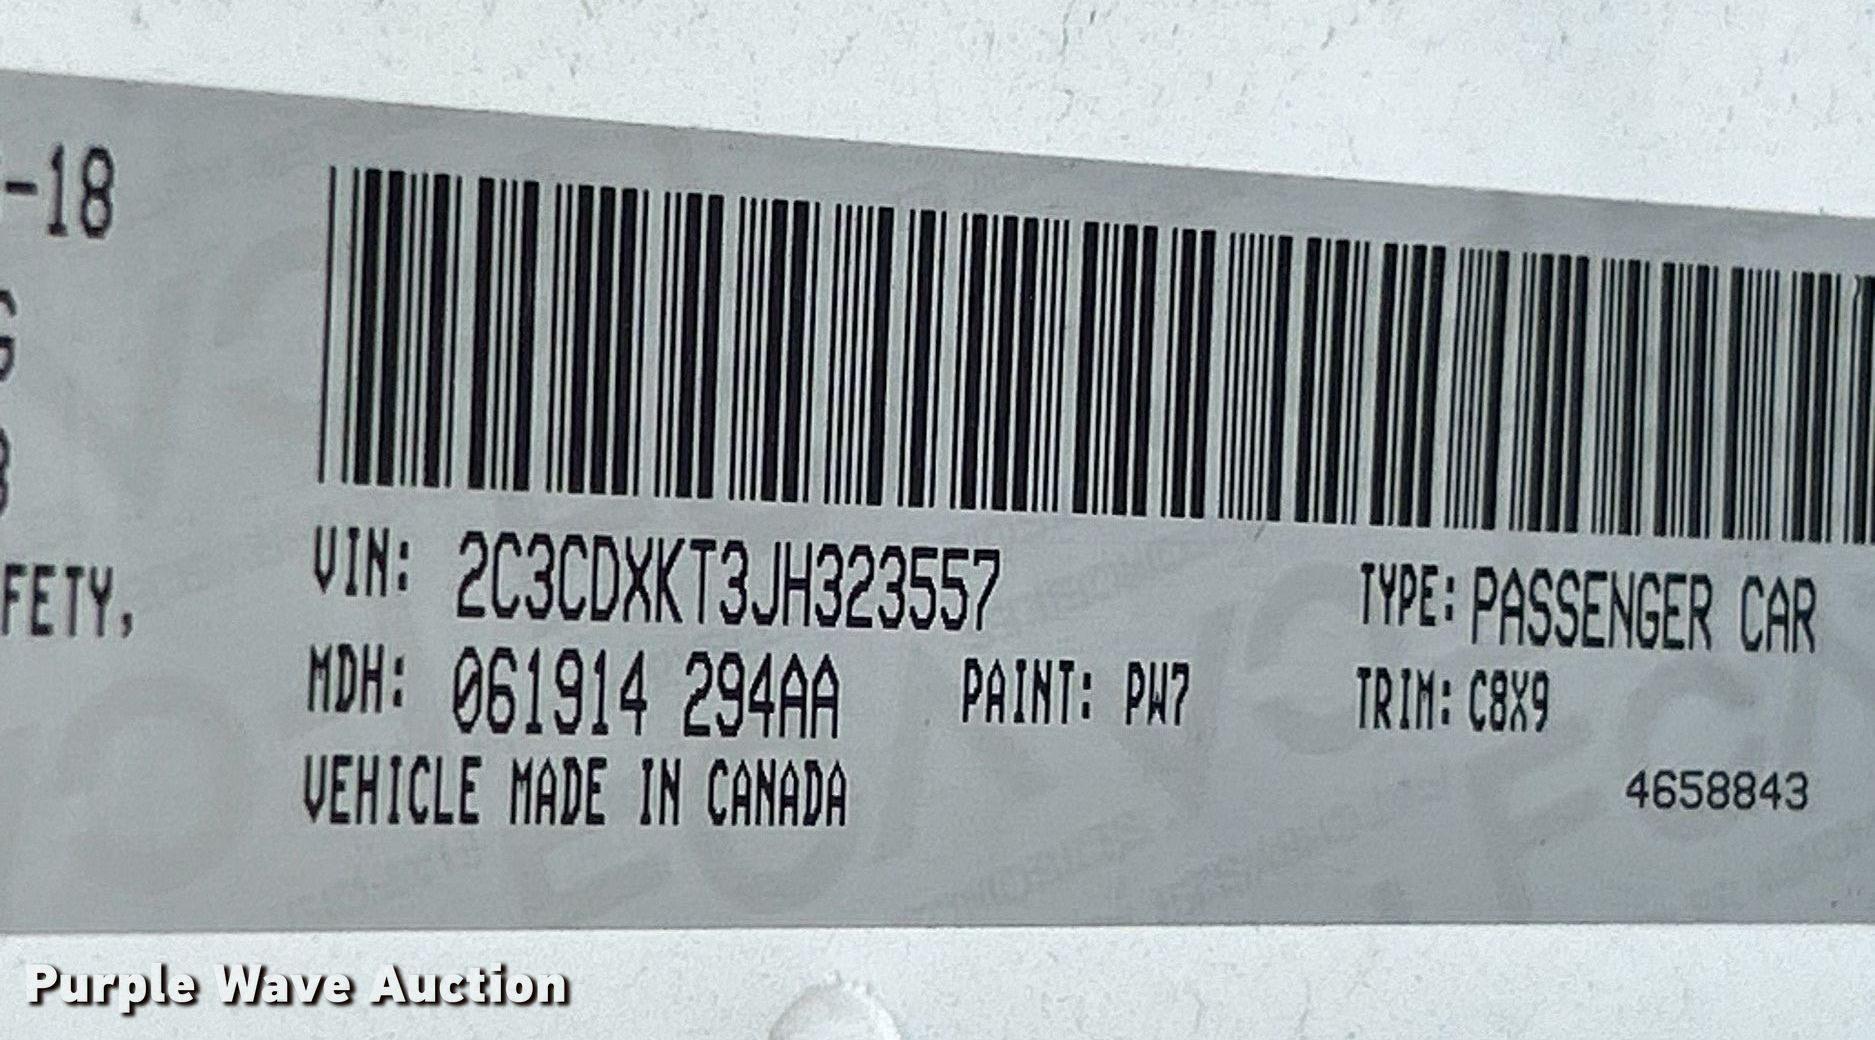 -18
G
VIN: 2C3CDXKT3JH323557
TYPE: PASSENGER CAR
FETY,
MDH: 061914 294AA
PAINT: PW7
TRIM: C8X9
VEHICLE MADE IN CANADA
4658843
Purple Wave Auction